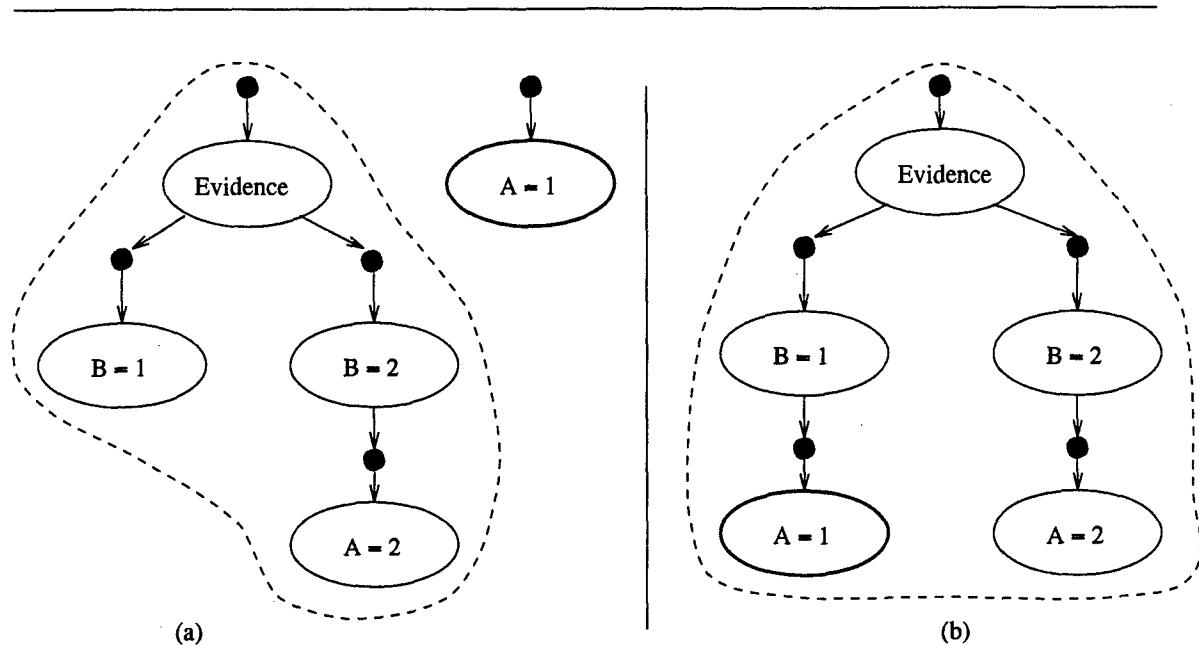 Evidence
A = 1
B = 1
B = 2
A = 2
(a)
Evidence
B = 1
B = 2
A = 1
A = 2
(b)